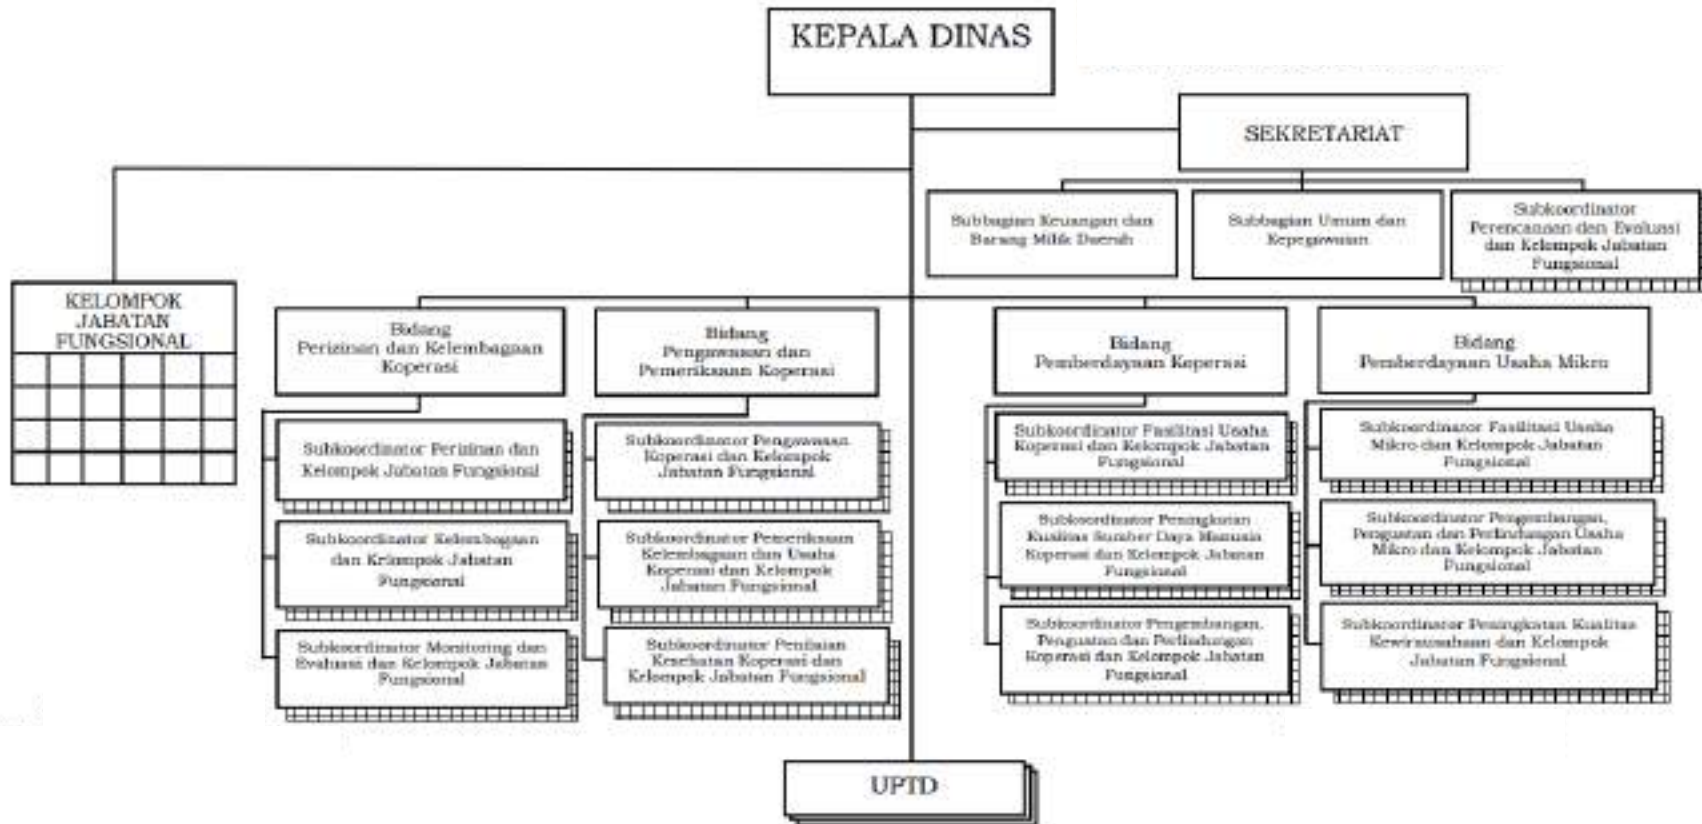 KEPALA DINAS
SEKRETARIAT
Subbagian Keuangan dan
Barang Milik Daerah
Subbagian Umum dan
Kepegawaian
Subkoordinator
Perencanaan dan Evaluasi
dan Kelompok Jabatan
Fungsional
KELOMPOK
JABATAN
FUNGSIONAL
Bidang
Perizinan dan Kelembagaan
Koperasi
Bidang
Pengawasan dan
Pemeriksaan Koperasi
Bidang
Pemberdayaan Koperasi
Bidang
Pemberdayaan Usaha Mikro
Subkoordinator Perizinan dan
Kelompok Jabatan Fungsional
Subkoordinator Kelembagaan
dan Kelompok Jabatan
Fungsional
Subkoordinator Monitoring dan
Evaluasi dan Kelompok Jabatan
Fungsional
Subkoordinator Pengawasan
Koperasi dan Kelompok
Jabatan Fungsional
Subkoordinator Pemeriksaan
Kelembagaan dan Usaha
Koperasi dan Kelompok
Jabatan Fungsional
Subkoordinator Penilaian
Kesehatan Koperasi dan
Kelompok Jabatan Fungsional
Subkoordinator Fasilitasi Usaha
Koperasi dan Kelompok Jabatan
Fungsional
Subkoordinator Peningkatan
Kualitas Sumber Daya Manusia
Koperasi dan Kelompok Jabatan
Fungsional
Subkoordinator Pengembangan,
Penguatan dan Perlindungan
Koperasi dan Kelompok Jabatan
Fungsional
Subkoordinator Fasilitasi Usaha
Mikro dan Kelompok Jabatan
Fungsional
Subkoordinator Pengembangan,
Penguatan dan Perlindungan Usaha
Mikro dan Kelompok Jabatan
Fungsional
Subkoordinator Peningkatan Kualitas
Kewirausahaan dan Kelompok
Jabatan Fungsional
UPTD